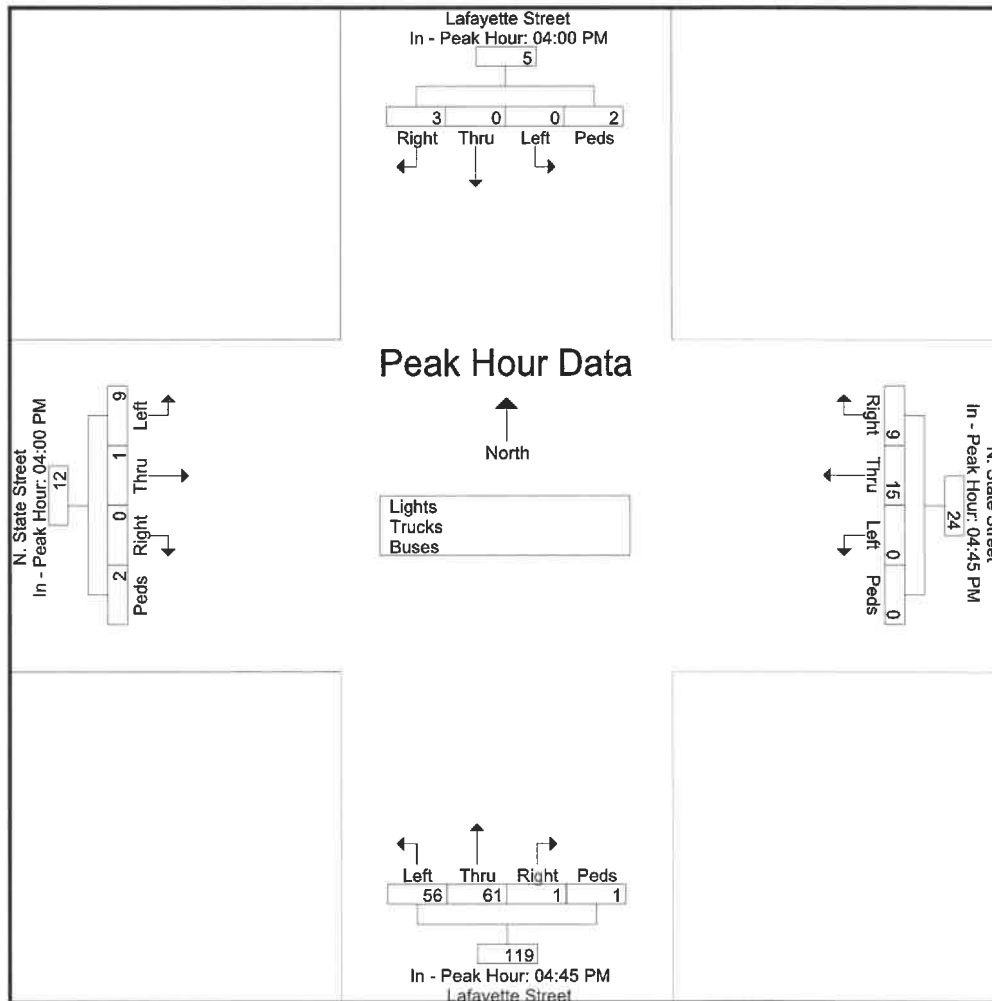 Lafayette Street
In - Peak Hour: 04:00 PM
5
3 0 0 2
Right Thru Left Peds
Peak Hour Data
North
Lights
Trucks
Buses
N. State Street
In - Peak Hour: 04:00 PM
12
9 1 0 2
Left Thru Right Peds
N. State Street
In - Peak Hour: 04:45 PM
24
9 15 0 0
Right Thru Left Peds
Left Thru Right Peds
56 61 1 1
119
In - Peak Hour: 04:45 PM
Lafayette Street